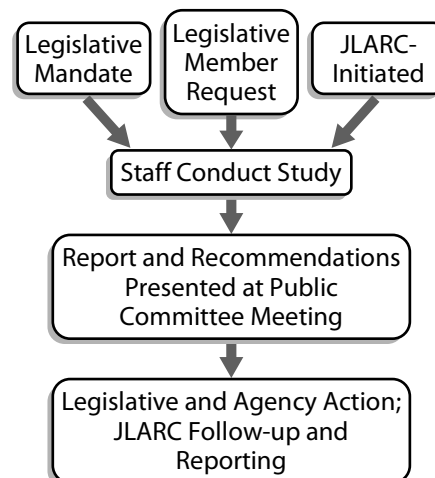 Legislative
Mandate
Legislative
Member
Request
JLARC-
Initiated
Staff Conduct Study
Report and Recommendations
Presented at Public
Committee Meeting
Legislative and Agency Action;
JLARC Follow-up and
Reporting